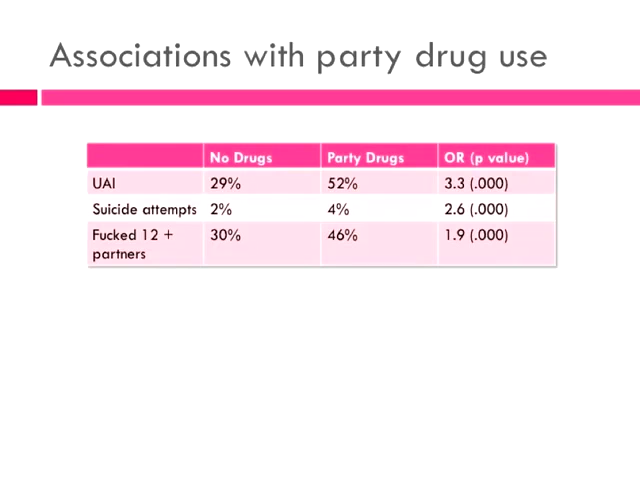 Associations with party drug use
No Drugs Party Drugs OR (p value)
UAI 29% 52% 3.3 (.000)
Suicide attempts 2% 4% 2.6 (.000)
Fucked 12 + 30% 46% 1.9 (.000)
partners